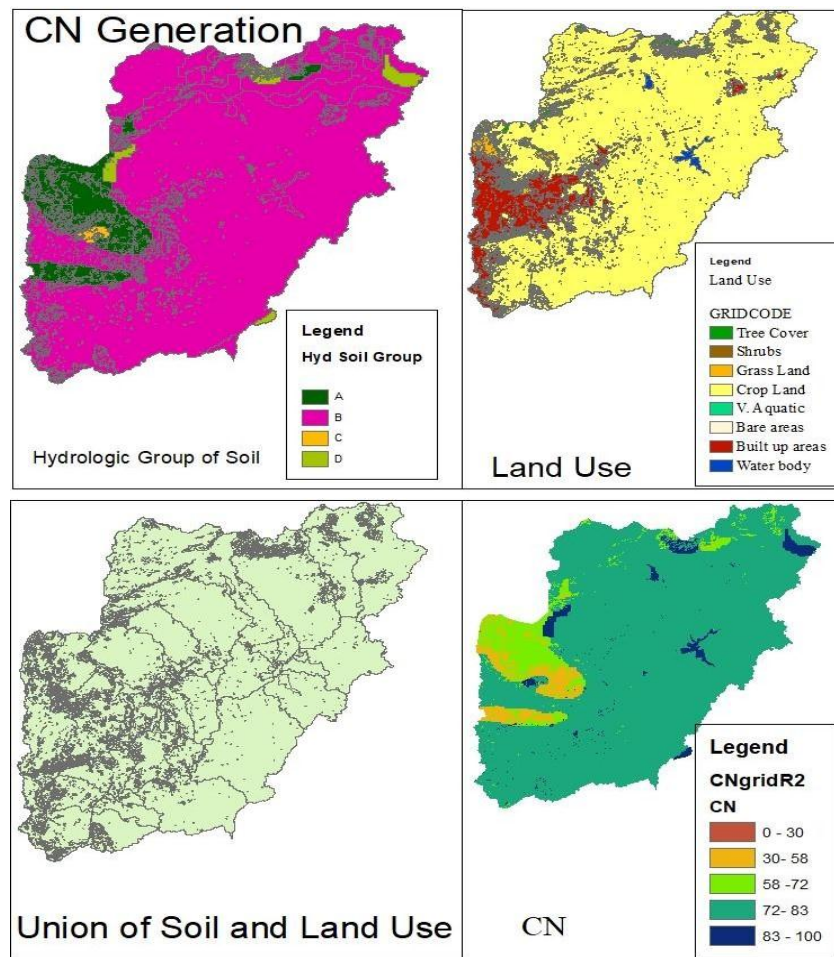 CN Generation
Legend
Hyd Soil Group
A
B
C
D
Hydrologic Group of Soil
Legend
Land Use
GRIDCODE
Tree Cover
Shrubs
Grass Land
Crop Land
V. Aquatic
Bare areas
Built up areas
Water body
Land Use
Union of Soil and Land Use
Legend
CNgridR2
CN
0 - 30
30- 58
58 -72
72- 83
83 - 100
CN